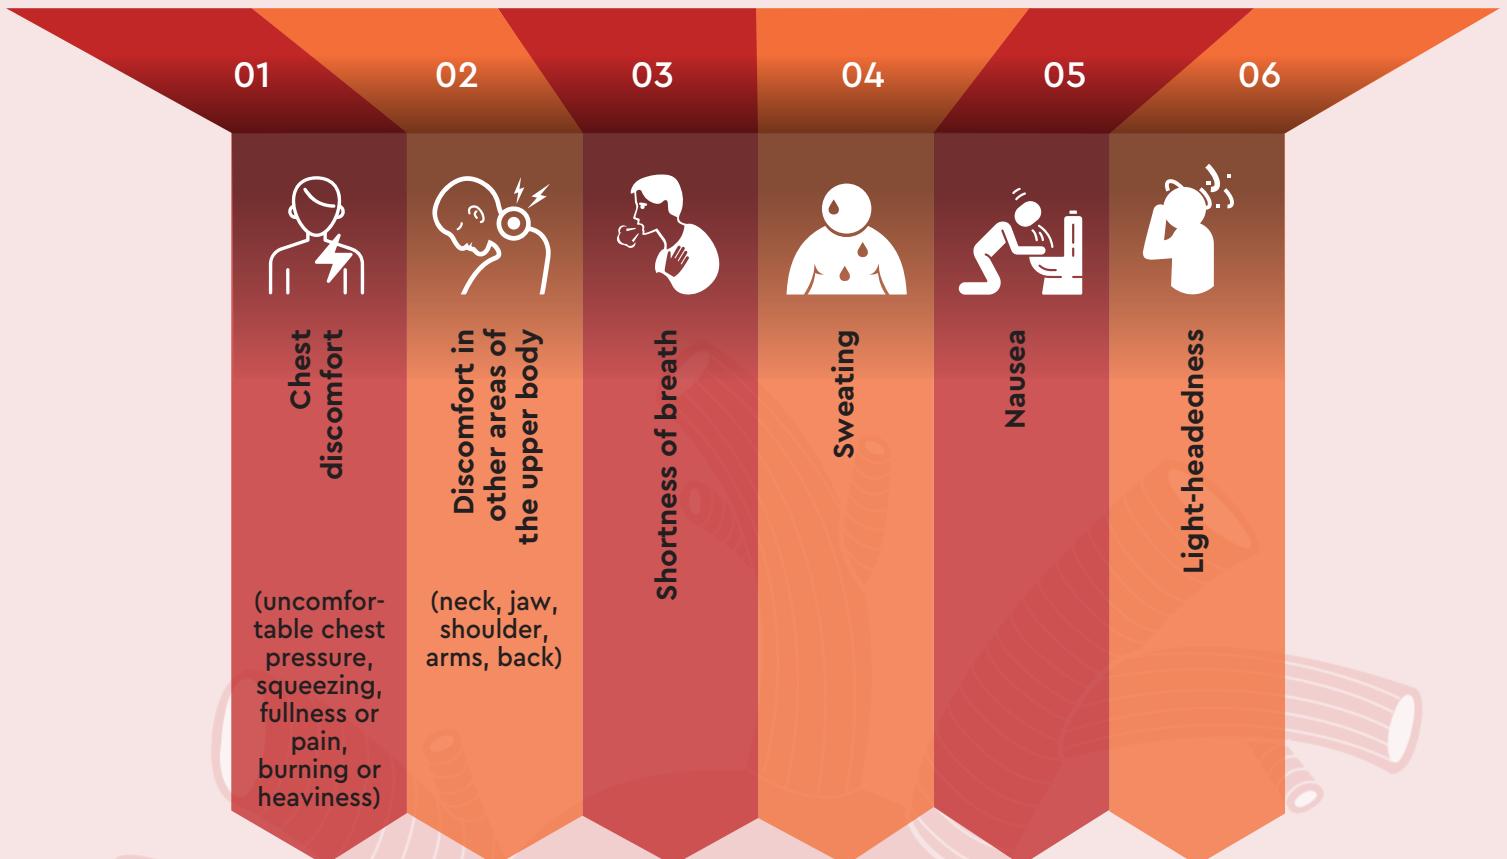 01
02
03
04
05
06
Chest
discomfort
(uncomfor-
table chest
pressure,
squeezing,
fullness or
pain,
burning or
heaviness)
Discomfort in
other areas of
the upper body
(neck, jaw,
shoulder,
arms, back)
Shortness of breath
Sweating
Nausea
Light-headedness